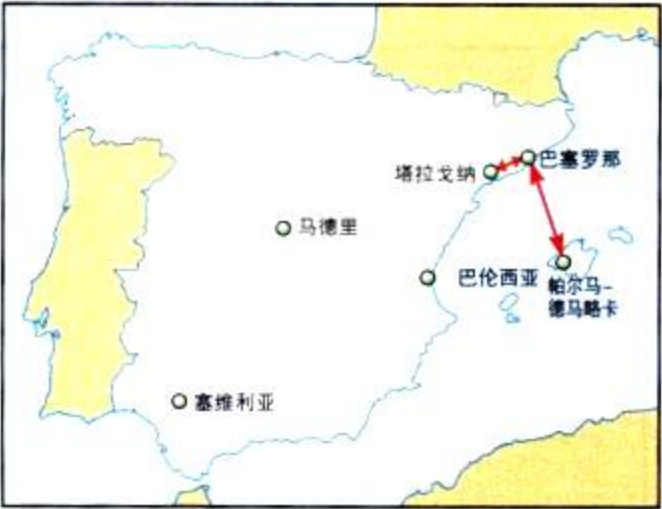 巴塞罗那
塔拉戈纳
马德里
巴伦西亚
帕尔马-
德马略卡
塞维利亚